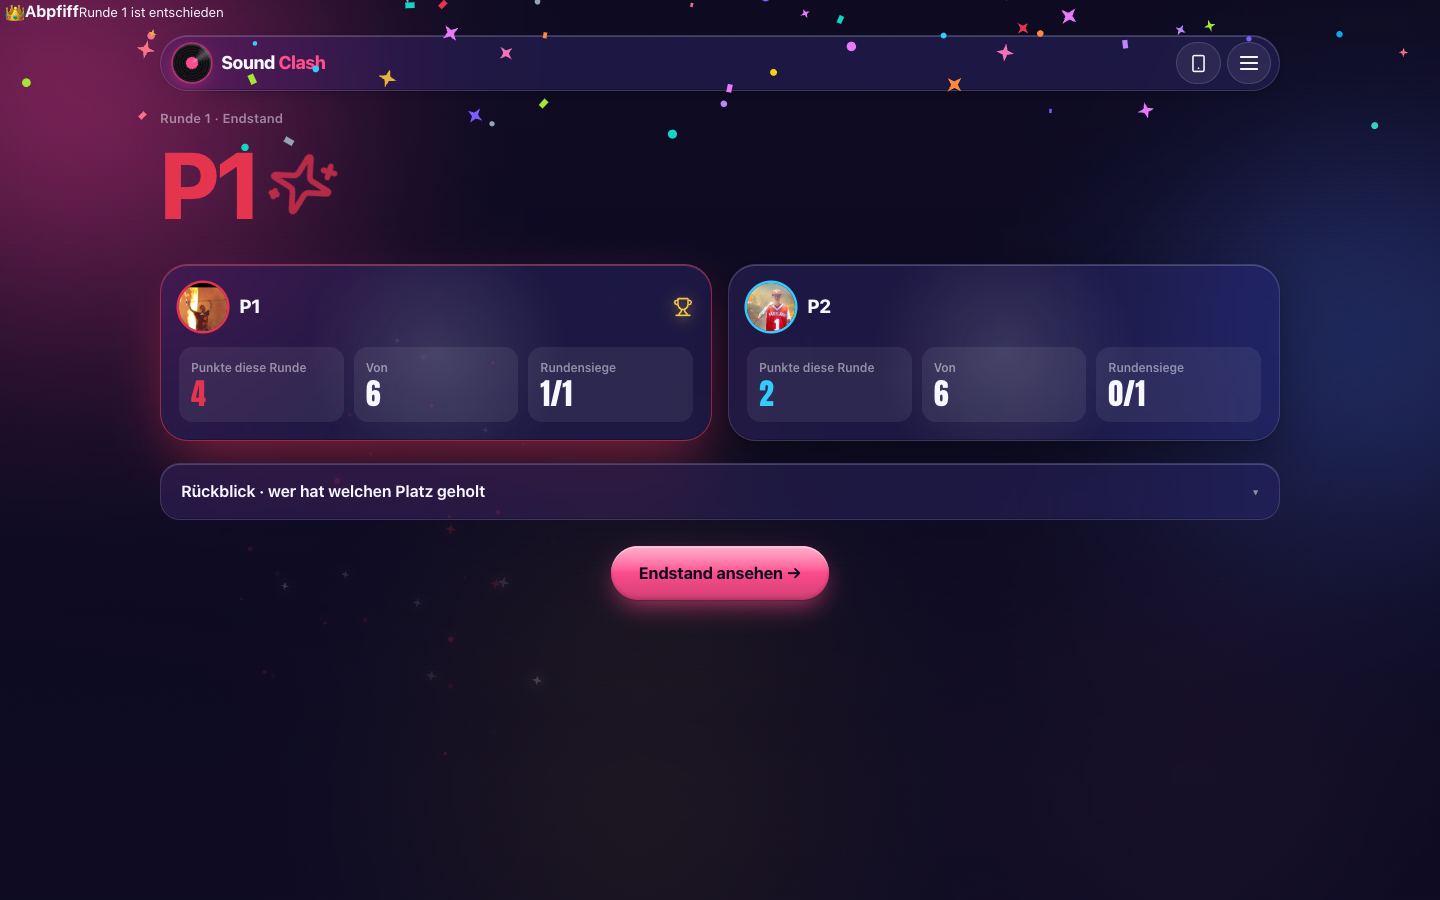 👑AbpfiffRunde 1 ist entschieden
Sound Clash
Runde 1 · Endstand
P1
P1
Punkte diese Runde
4
Von
6
Rundensiege
1/1
P2
Punkte diese Runde
2
Von
6
Rundensiege
0/1
Rückblick · wer hat welchen Platz geholt
Endstand ansehen →